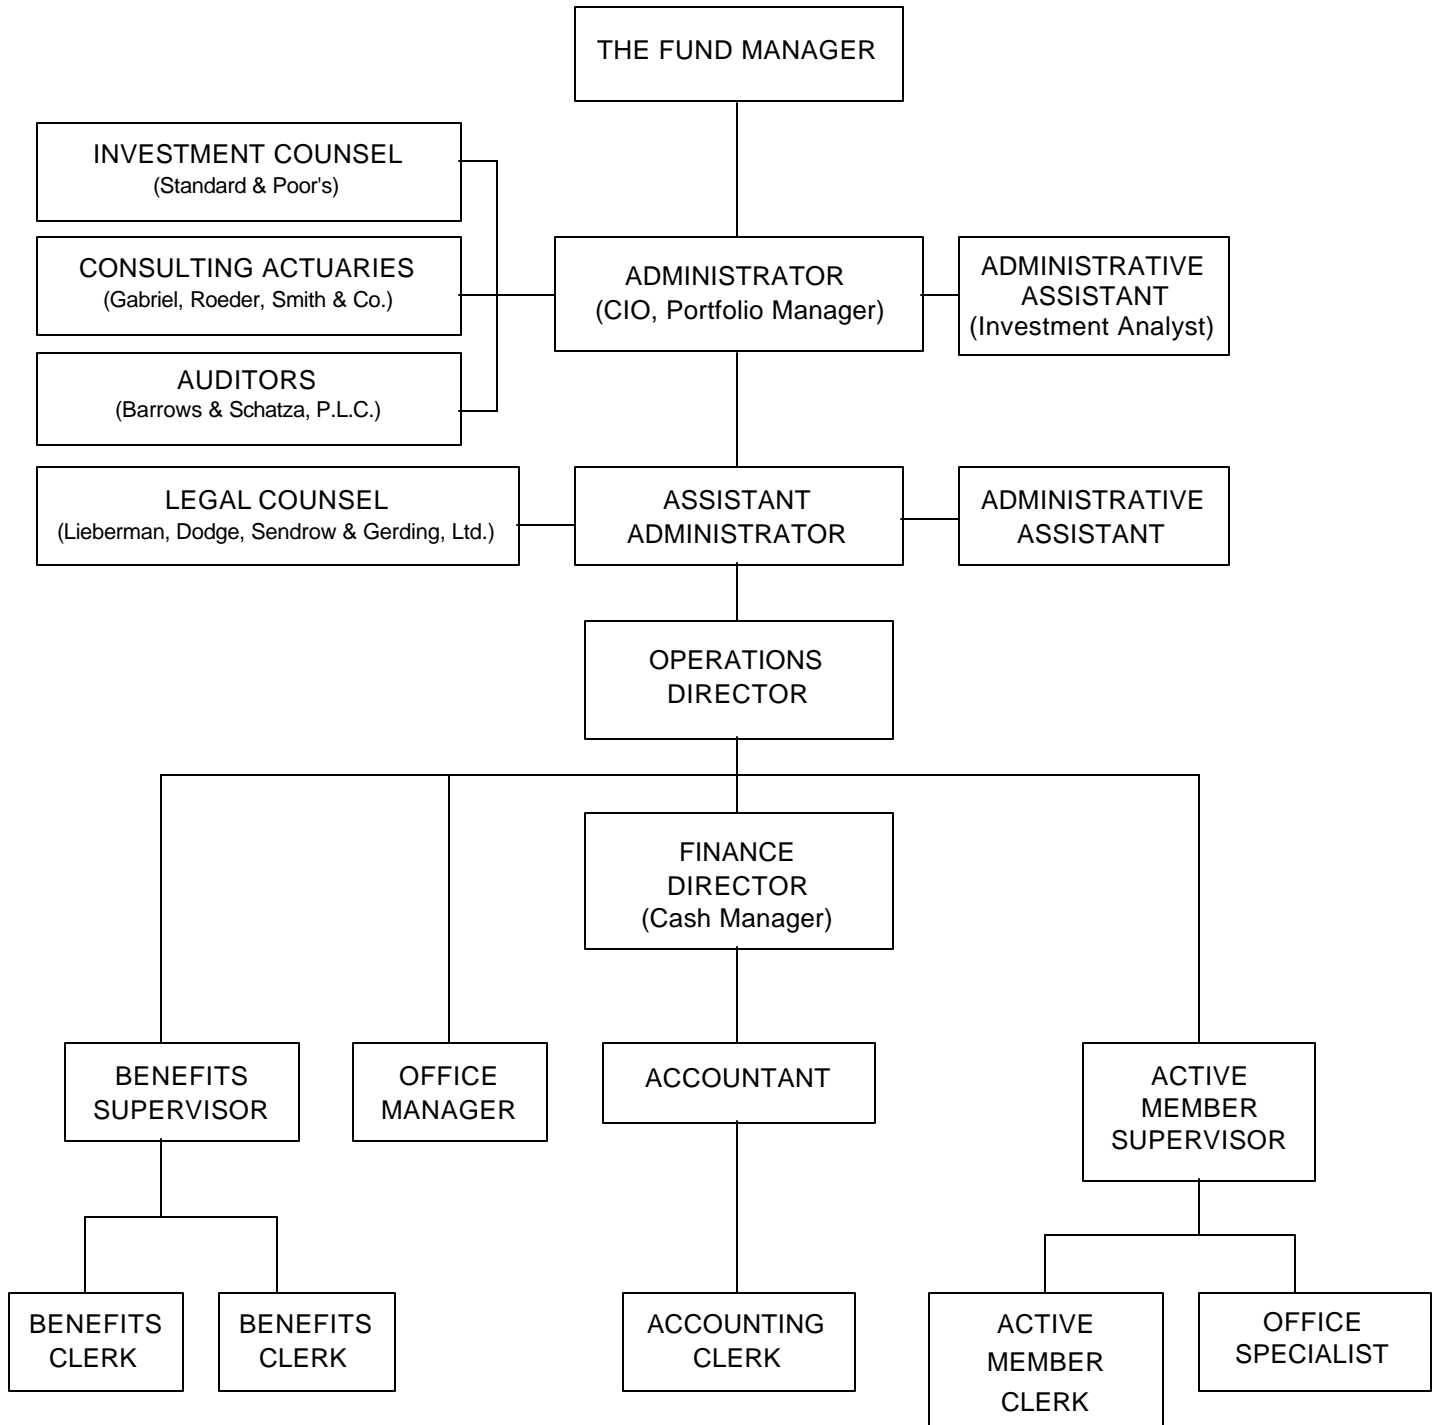 THE FUND MANAGER
INVESTMENT COUNSEL
(Standard & Poor's)
CONSULTING ACTUARIES
(Gabriel, Roeder, Smith & Co.)
ADMINISTRATOR
(CIO, Portfolio Manager)
ADMINISTRATIVE
ASSISTANT
(Investment Analyst)
AUDITORS
(Barrows & Schatza, P.L.C.)
LEGAL COUNSEL
(Lieberman, Dodge, Sendrow & Gerding, Ltd.)
ASSISTANT
ADMINISTRATOR
ADMINISTRATIVE
ASSISTANT
OPERATIONS
DIRECTOR
FINANCE
DIRECTOR
(Cash Manager)
BENEFITS
SUPERVISOR
OFFICE
MANAGER
ACCOUNTANT
ACTIVE
MEMBER
SUPERVISOR
BENEFITS
CLERK
BENEFITS
CLERK
ACCOUNTING
CLERK
ACTIVE
MEMBER
CLERK
OFFICE
SPECIALIST